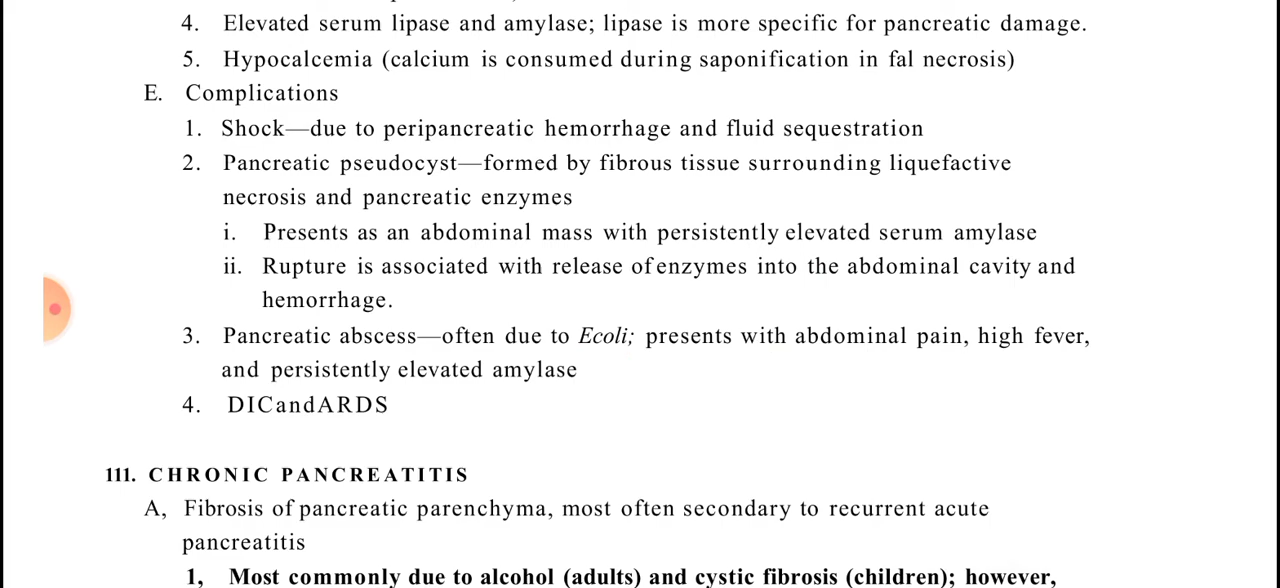 4. Elevated serum lipase and amylase; lipase is more specific for pancreatic damage.
5. Hypocalcemia (calcium is consumed during saponification in fal necrosis)
E. Complications
1. Shock—due to peripancreatic hemorrhage and fluid sequestration
2. Pancreatic pseudocyst—formed by fibrous tissue surrounding liquefactive
necrosis and pancreatic enzymes
i. Presents as an abdominal mass with persistently elevated serum amylase
ii. Rupture is associated with release of enzymes into the abdominal cavity and
hemorrhage.
3. Pancreatic abscess—often due to Ecoli; presents with abdominal pain, high fever,
and persistently elevated amylase
4. DICandARDS
111. CHRONIC PANCREATITIS
A, Fibrosis of pancreatic parenchyma, most often secondary to recurrent acute
pancreatitis
1, Most commonly due to alcohol (adults) and cystic fibrosis (children); however,